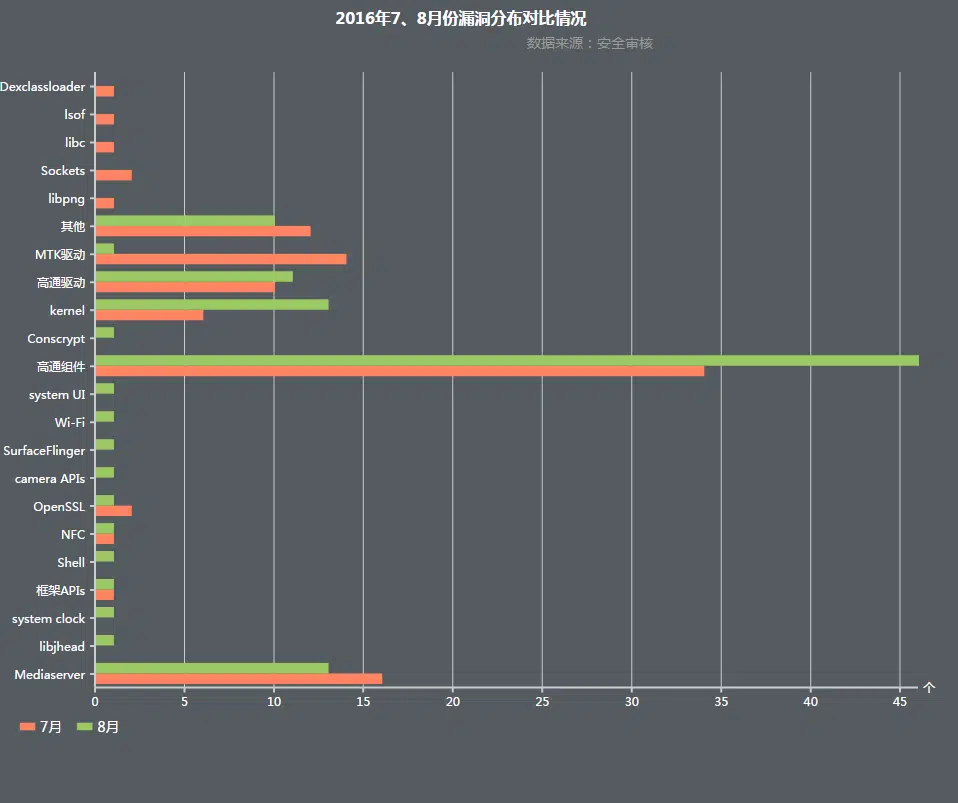 2016年7、8月份漏洞分布对比情况
数据来源：安全审核
Dexclassloader
lsof
libc
Sockets
libpng
其他
MTK驱动
高通驱动
kernel
Conscrypt
高通组件
system UI
Wi-Fi
SurfaceFlinger
camera APIs
OpenSSL
NFC
Shell
框架APIs
system clock
libjhead
Mediaserver
0 5 10 15 20 25 30 35 40 45 个
7月 8月